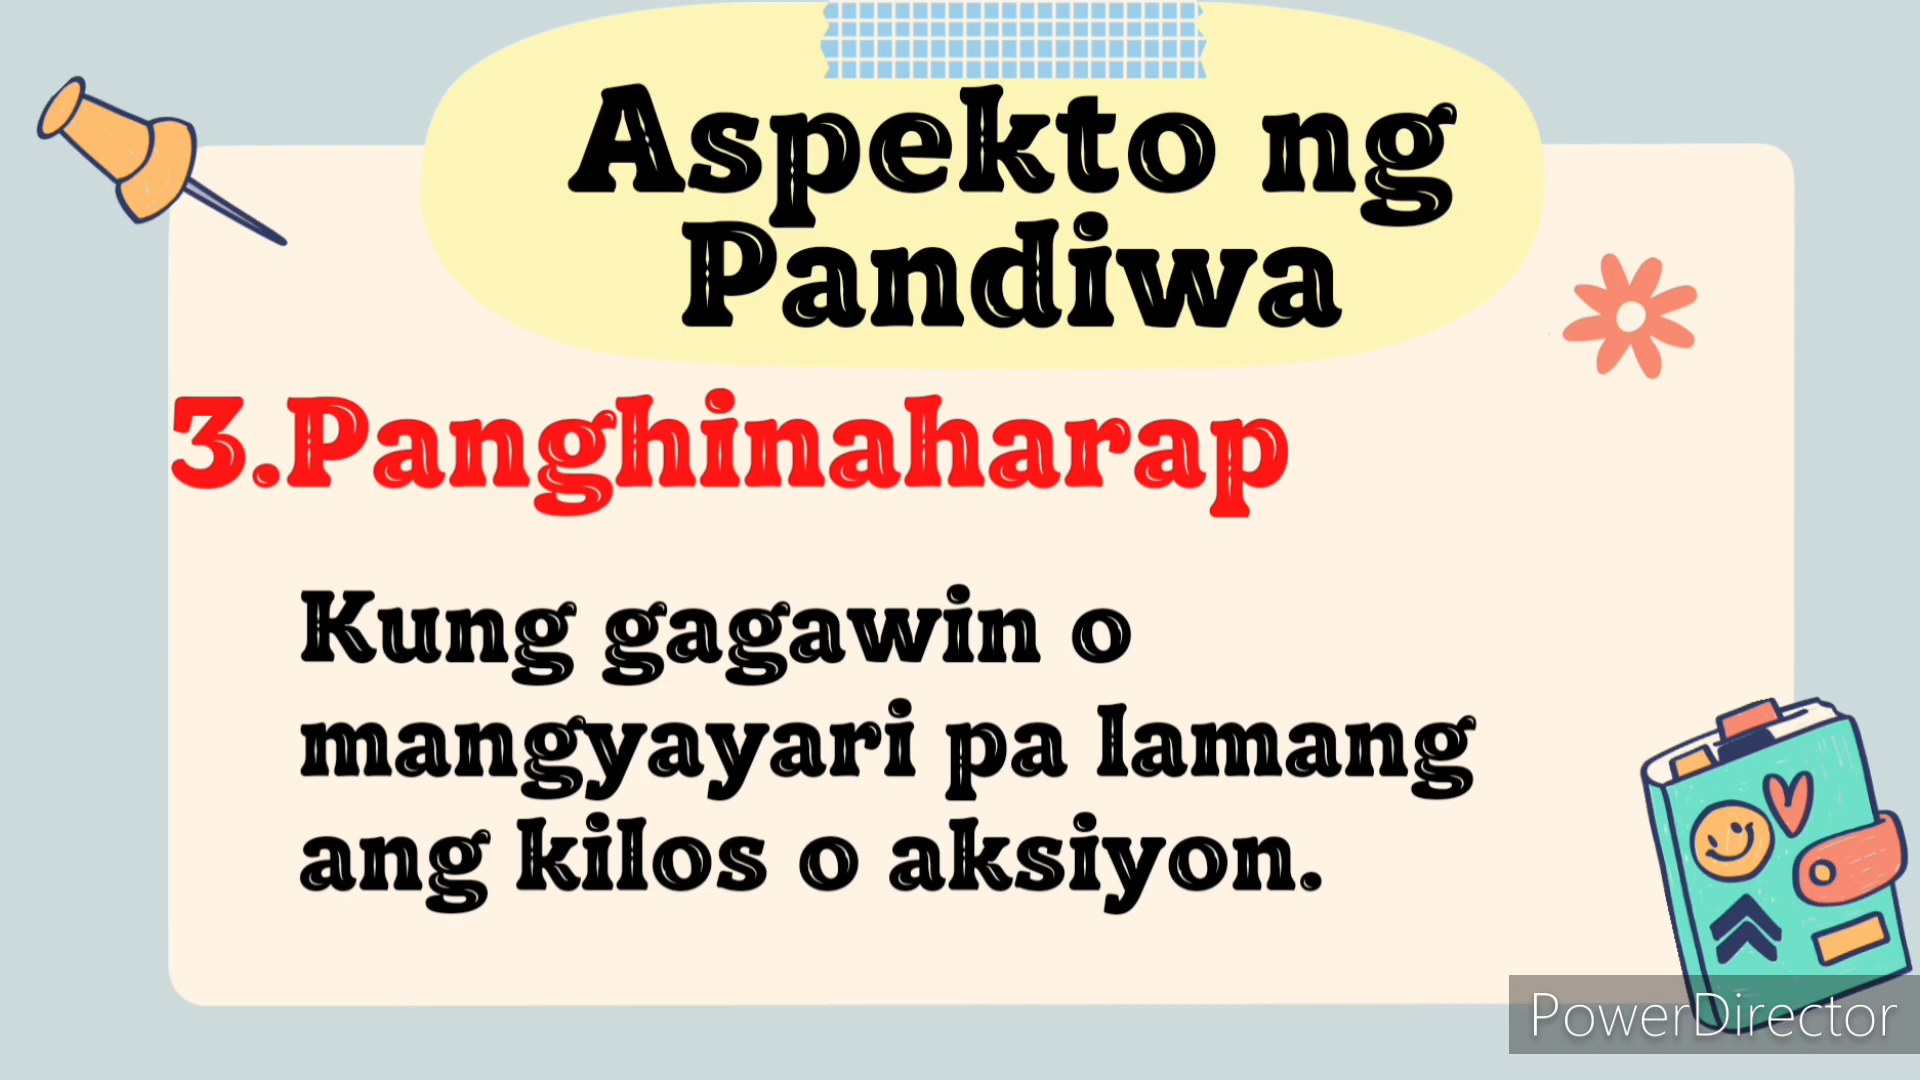 Aspekto ng
Pandiwa
3.Panghinaharap
Kung gagawin o
mangyayari pa lamang
ang kilos o aksiyon.
PowerDirector